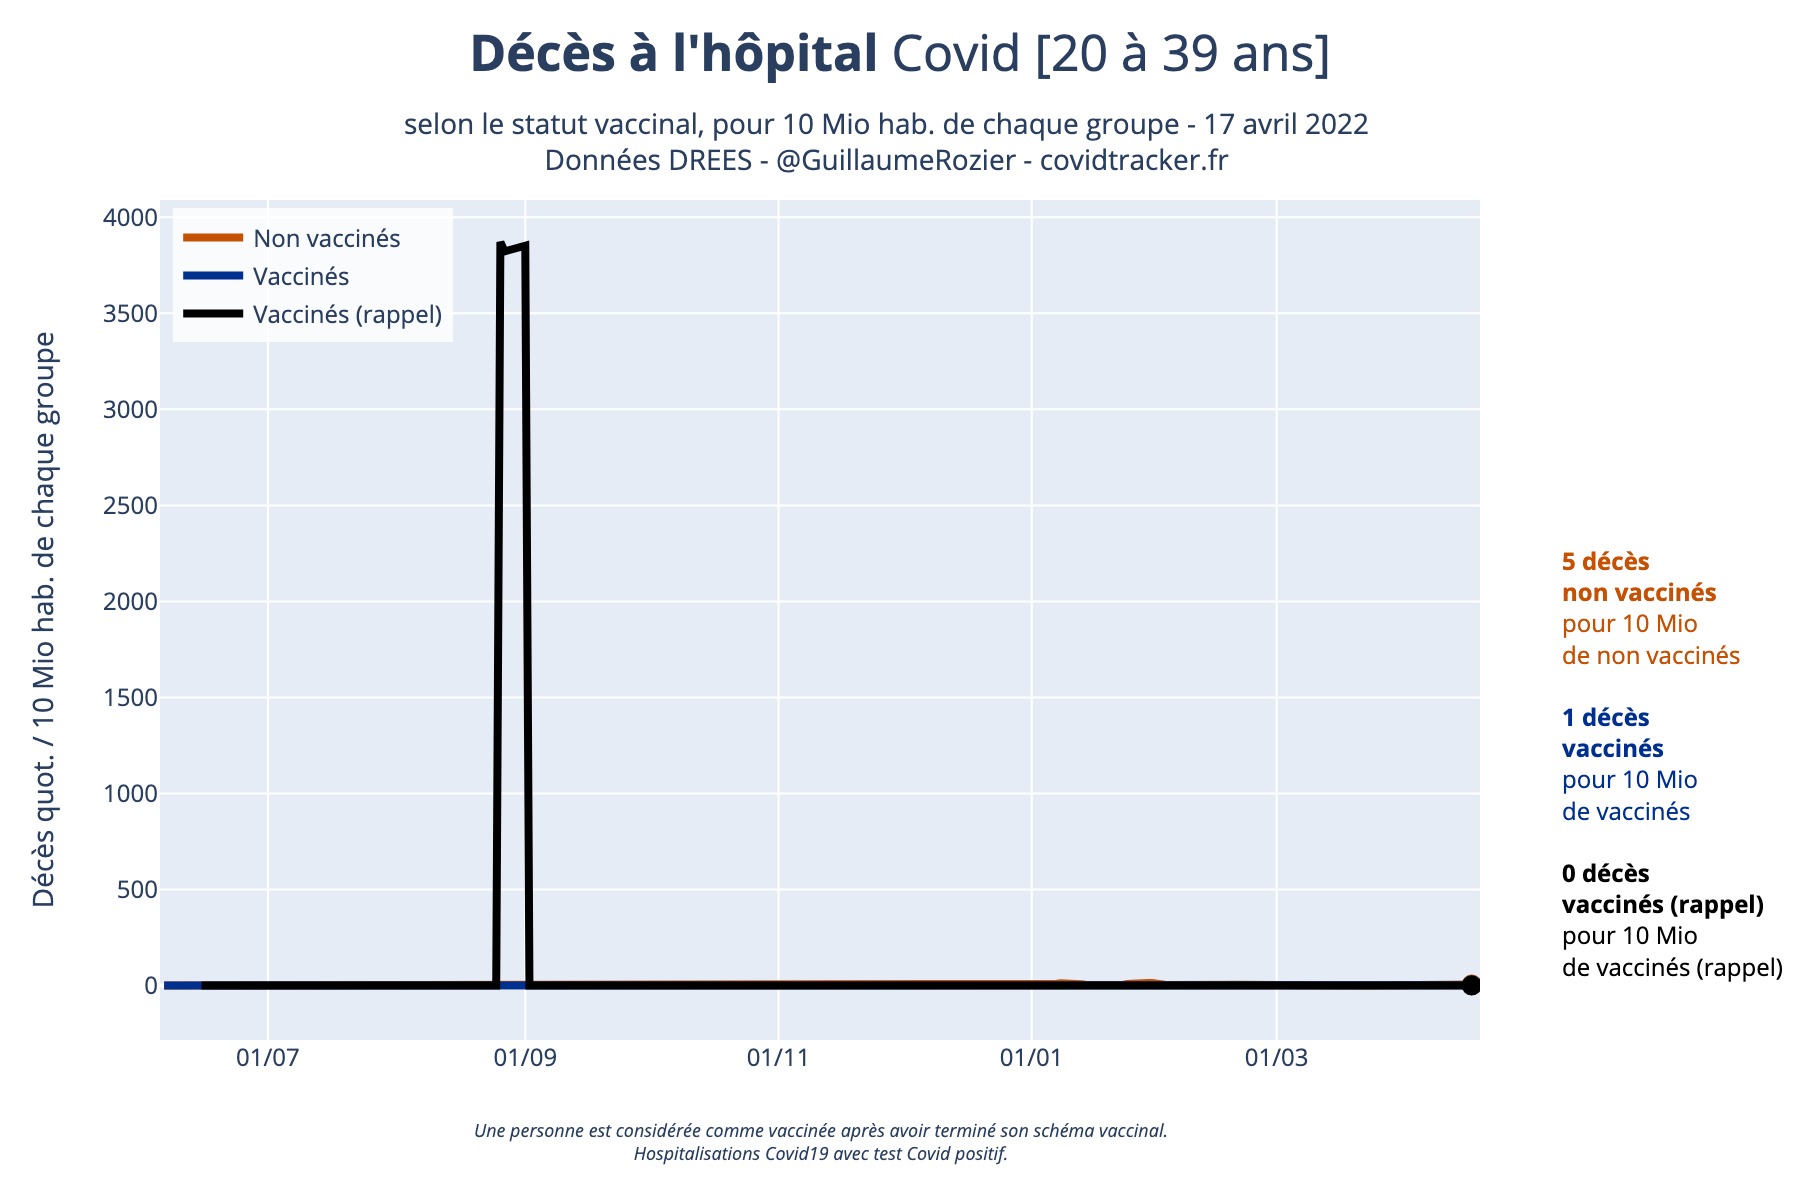 Décès à l'hôpital Covid [20 à 39 ans]
selon le statut vaccinal, pour 10 Mio hab. de chaque groupe - 17 avril 2022
Données DREES - @GuillaumeRozier - covidtracker.fr
Non vaccinés
Vaccinés
Vaccinés (rappel)
Décès quot. / 10 Mio hab. de chaque groupe
4000
3500
3000
2500
2000
1500
1000
500
0
01/07
01/09
01/11
01/01
01/03
5 décès
non vaccinés
pour 10 Mio
de non vaccinés
1 décès
vaccinés
pour 10 Mio
de vaccinés
0 décès
vaccinés (rappel)
pour 10 Mio
de vaccinés (rappel)
Une personne est considérée comme vaccinée après avoir terminé son schéma vaccinal.
Hospitalisations Covid19 avec test Covid positif.